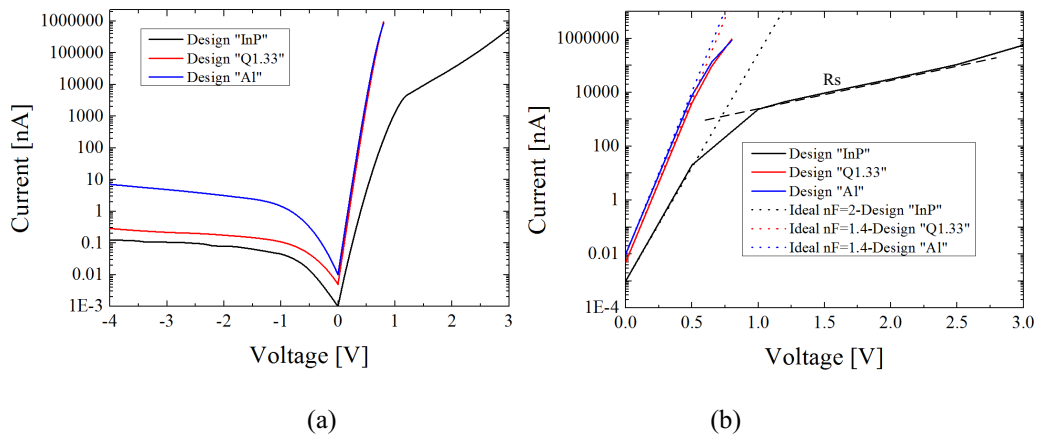 1000000
100000
10000
1000
100
10
1
0.1
0.01
1E-3
Current [nA]
Design "InP"
Design "Q1.33"
Design "Al"
-4
-3
-2
-1
0
1
2
3
Voltage [V]
(a)
1000000
10000
100
1
0.01
1E-4
Current [nA]
Rs
Design "InP"
Design "Q1.33"
Design "Al"
Ideal nF=2-Design "InP"
Ideal nF=1.4-Design "Q1.33"
Ideal nF=1.4-Design "Al"
0.0
0.5
1.0
1.5
2.0
2.5
3.0
Voltage [V]
(b)